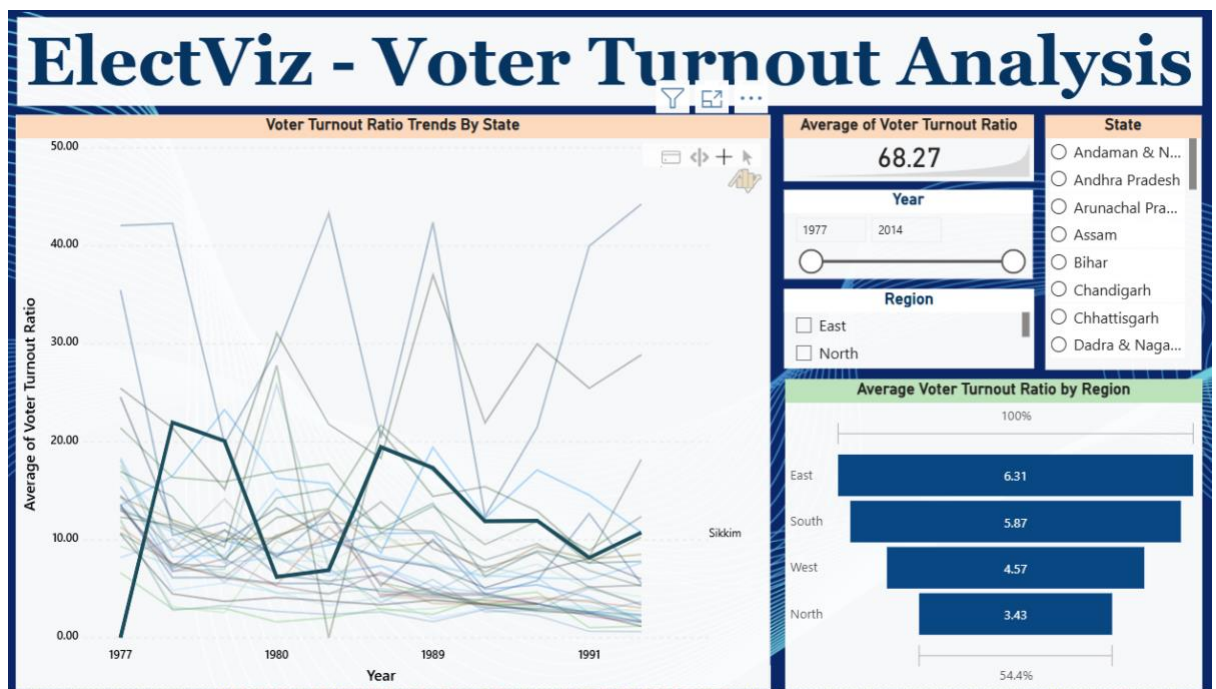 ElectViz - Voter Turnout Analysis
Voter Turnout Ratio Trends By State
50.00
40.00
30.00
20.00
10.00
0.00
Average of Voter Turnout Ratio
1977
1980
1989
1991
Year
Sikkim
Average of Voter Turnout Ratio
68.27
Year
1977
2014
Region
East
North
State
Andaman & N...
Andhra Pradesh
Arunachal Pra...
Assam
Bihar
Chandigarh
Chhattisgarh
Dadra & Naga...
Average Voter Turnout Ratio by Region
100%
East
6.31
South
5.87
West
4.57
North
3.43
54.4%